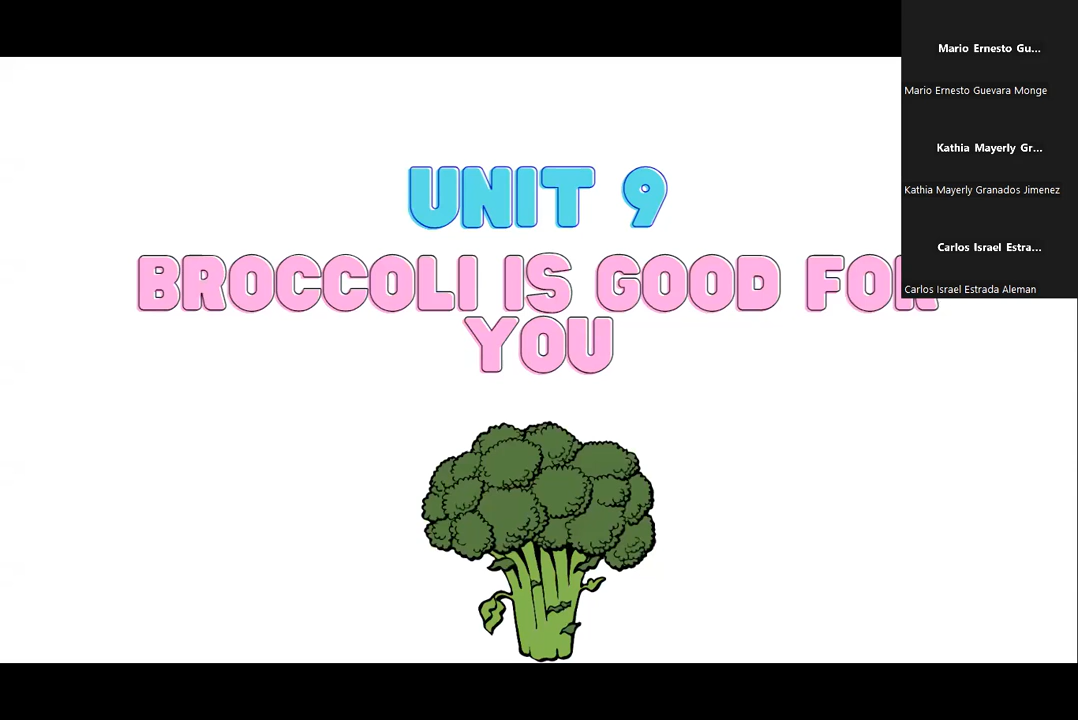 UNIT 9
BROCCOLI IS GOOD FOR
YOU
Mario Ernesto Gu...
Mario Ernesto Guevara Monge
Kathia Mayerly Gr...
Kathia Mayerly Granados Jimenez
Carlos Israel Estra...
Carlos Israel Estrada Aleman